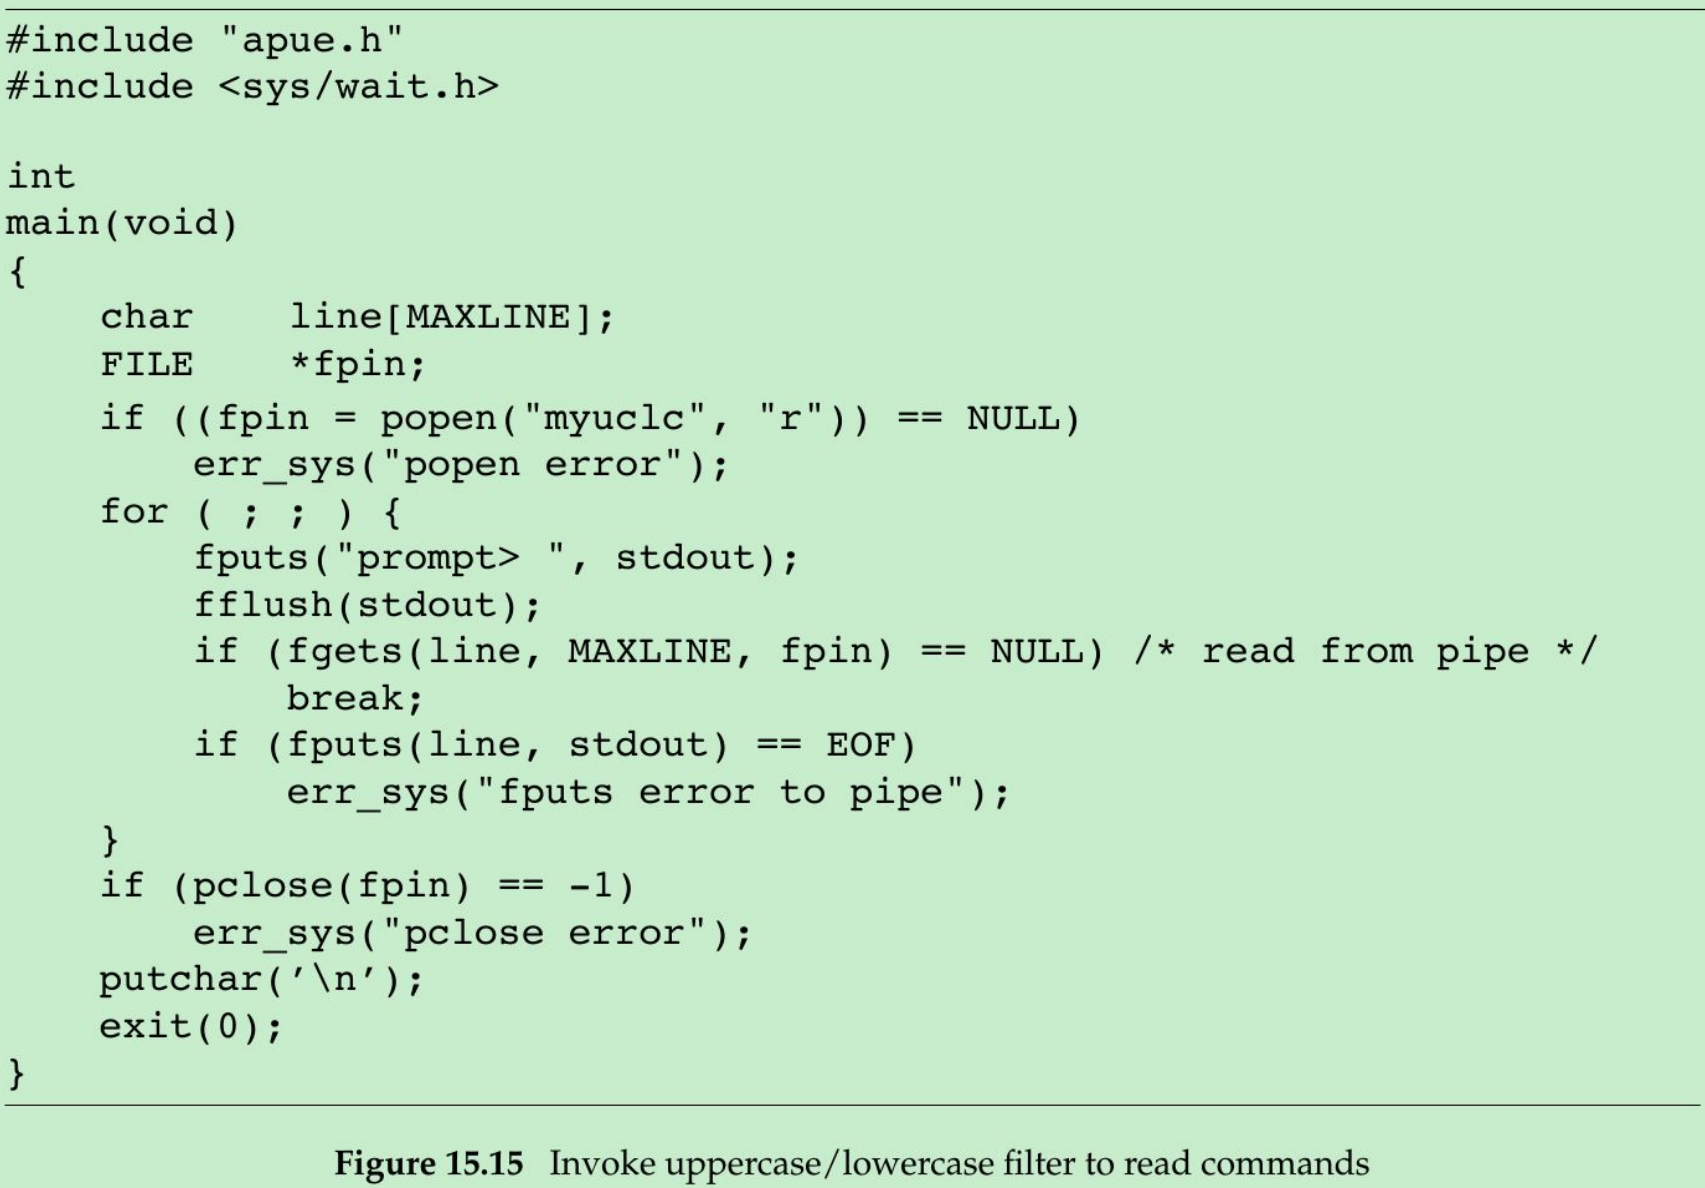 #include "apue.h"
#include <sys/wait.h>

int
main(void)
{
    char    line[MAXLINE];
    FILE    *fpin;
    if ((fpin = popen("myuclc", "r")) == NULL)
        err_sys("popen error");
    for ( ; ; ) {
        fputs("prompt> ", stdout);
        fflush(stdout);
        if (fgets(line, MAXLINE, fpin) == NULL) /* read from pipe */
            break;
        if (fputs(line, stdout) == EOF)
            err_sys("fputs error to pipe");
    }
    if (pclose(fpin) == -1)
        err_sys("pclose error");
    putchar('\n');
    exit(0);
}
Figure 15.15 Invoke uppercase/lowercase filter to read commands